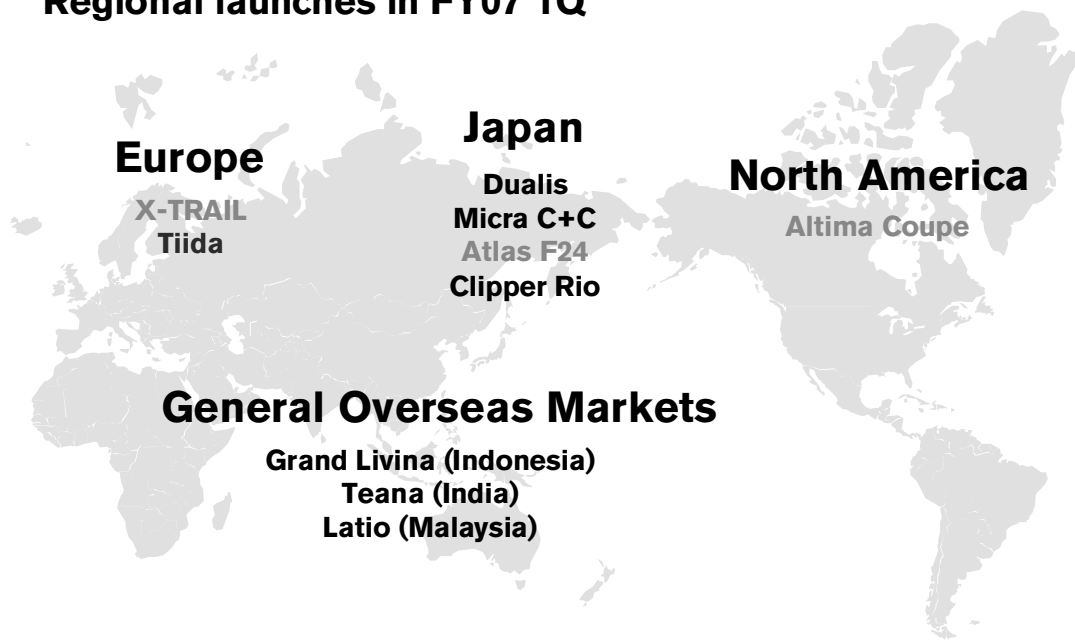 Regional launches in FY07 1Q
Europe
X-TRAIL
Tiida
Japan
Dualis
Micra C+C
Atlas F24
Clipper Rio
North America
Altima Coupe
General Overseas Markets
Grand Livina (Indonesia)
Teana (India)
Latio (Malaysia)